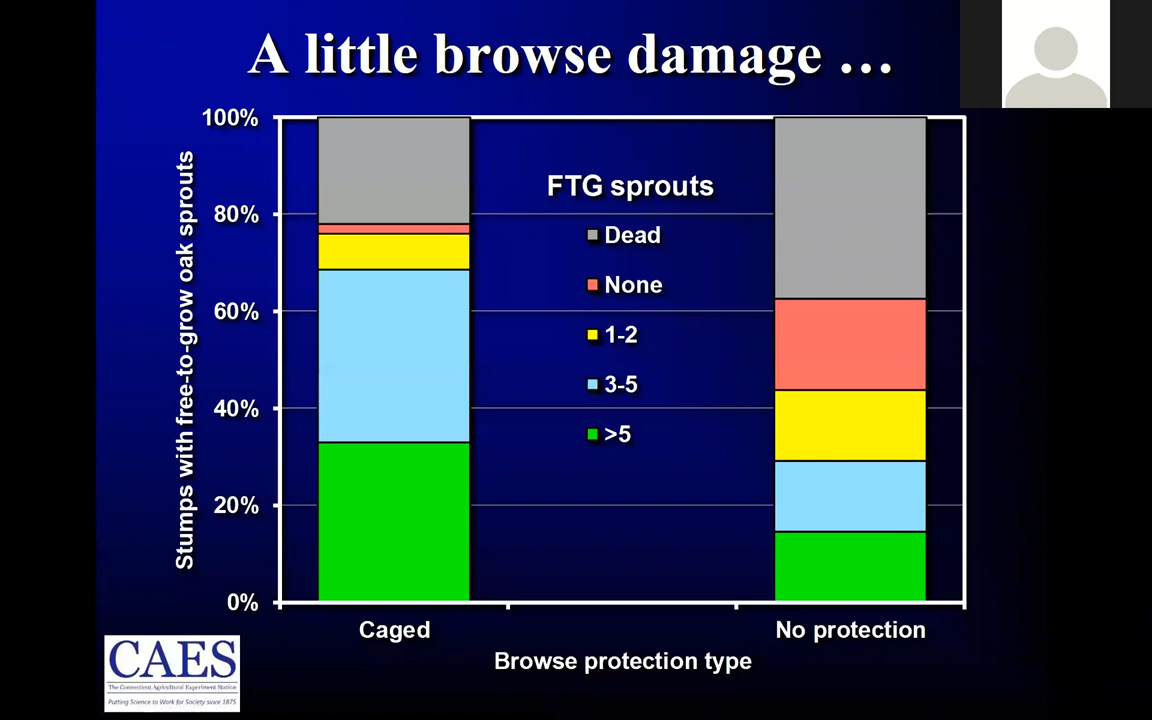 A little browse damage …
100%
80%
60%
40%
20%
0%
Stumps with free-to-grow oak sprouts
FTG sprouts
Dead
None
1-2
3-5
>5
Caged
No protection
Browse protection type
CAES
The Connecticut Agricultural Experiment Station
Putting Science to Work for Society since 1875